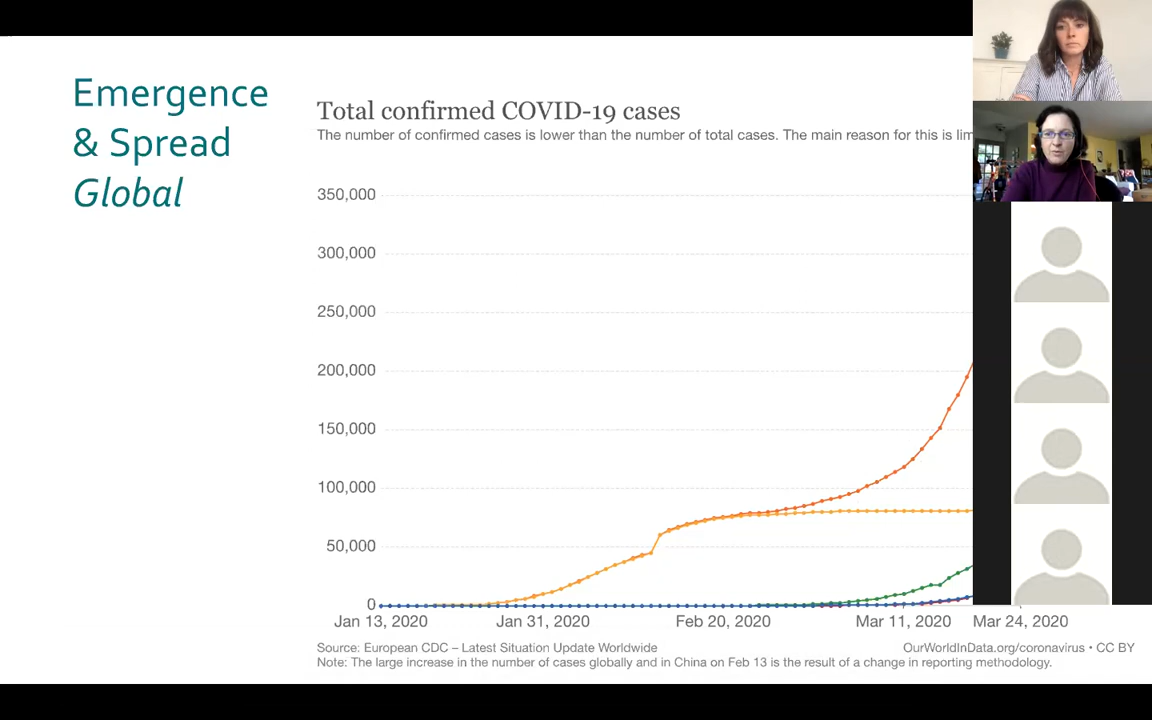 Emergence
& Spread
Global
Total confirmed COVID-19 cases
The number of confirmed cases is lower than the number of total cases. The main reason for this is lim
350,000
300,000
250,000
200,000
150,000
100,000
50,000
0
Jan 13, 2020 Jan 31, 2020 Feb 20, 2020 Mar 11, 2020 Mar 24, 2020
Source: European CDC – Latest Situation Update Worldwide OurWorldInData.org/coronavirus • CC BY
Note: The large increase in the number of cases globally and in China on Feb 13 is the result of a change in reporting methodology.